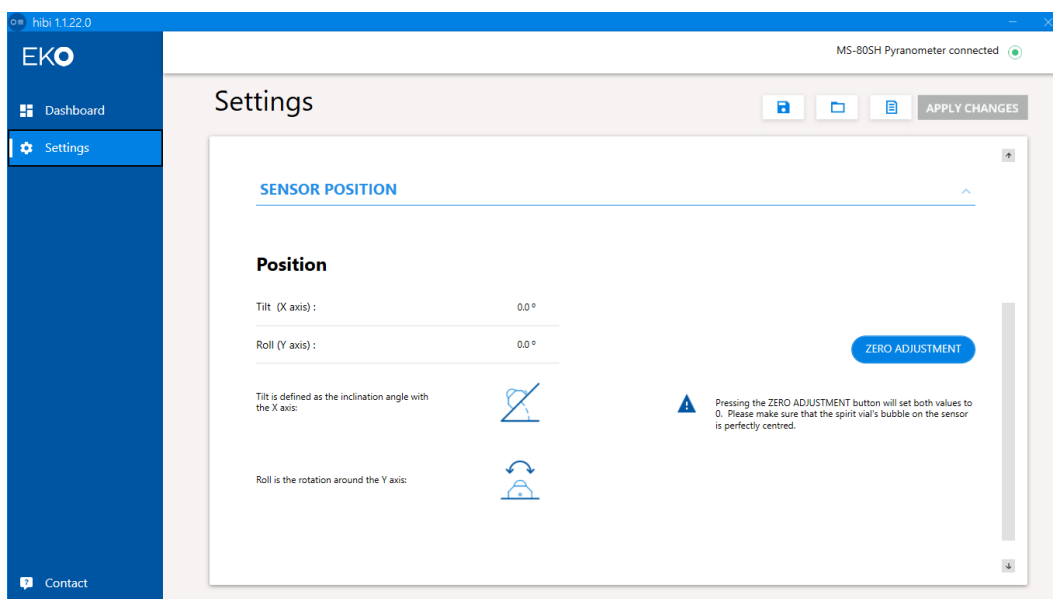 hibi 1.1.22.0
EKO
MS-80SH Pyranometer connected
Dashboard
Settings
Settings
APPLY CHANGES
SENSOR POSITION
Position
Tilt (X axis) :
0.0 º
Roll (Y axis) :
0.0 º
ZERO ADJUSTMENT
Tilt is defined as the inclination angle with
the X axis:
Pressing the ZERO ADJUSTMENT button will set both values to
0. Please make sure that the spirit vial's bubble on the sensor
is perfectly centred.
Roll is the rotation around the Y axis:
Contact